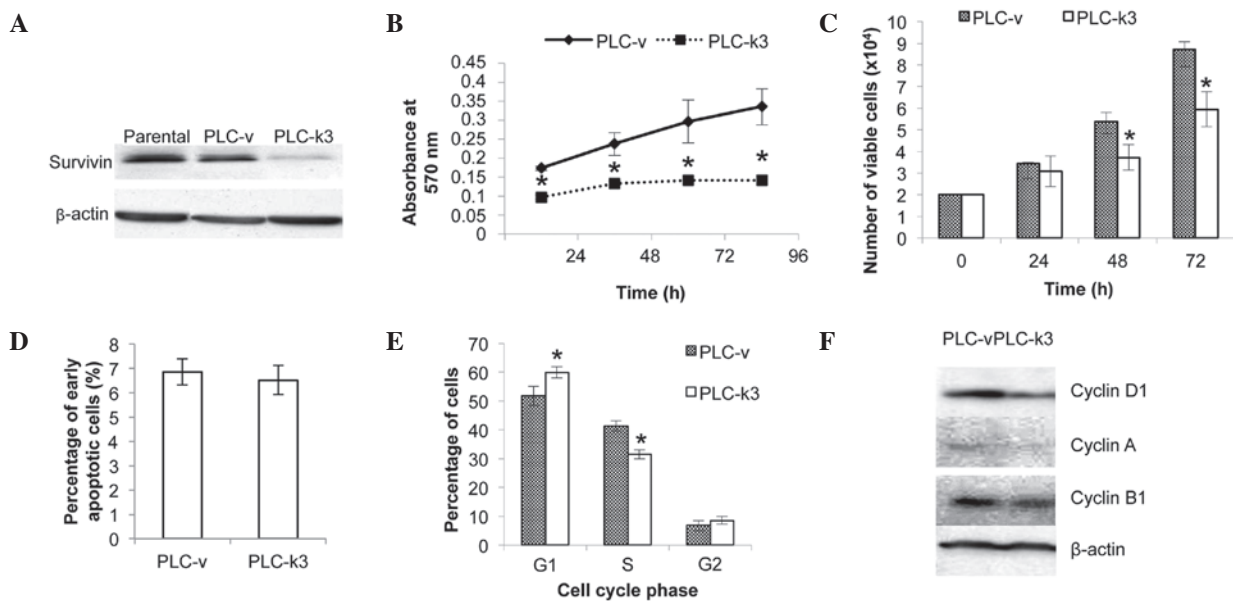 A
Parental PLC-v PLC-k3
Survivin
β-actin
B
PLC-v PLC-k3
0.45
0.4
0.35
0.3
0.25
0.2
0.15
0.1
0.05
0
Absorbance at
570 nm
* * * *
24 48 72 96
Time (h)
C
PLC-v PLC-k3
10
9
8
7
6
5
4
3
2
1
0
Number of viable cells (x10⁴)
* *
0 24 48 72
Time (h)
D
8
7
6
5
4
3
2
1
0
Percentage of early
apoptotic cells (%)
PLC-v PLC-k3
E
70
60
50
40
30
20
10
0
Percentage of cells
PLC-v
PLC-k3
* *
G1 S G2
Cell cycle phase
F
PLC-vPLC-k3
Cyclin D1
Cyclin A
Cyclin B1
β-actin